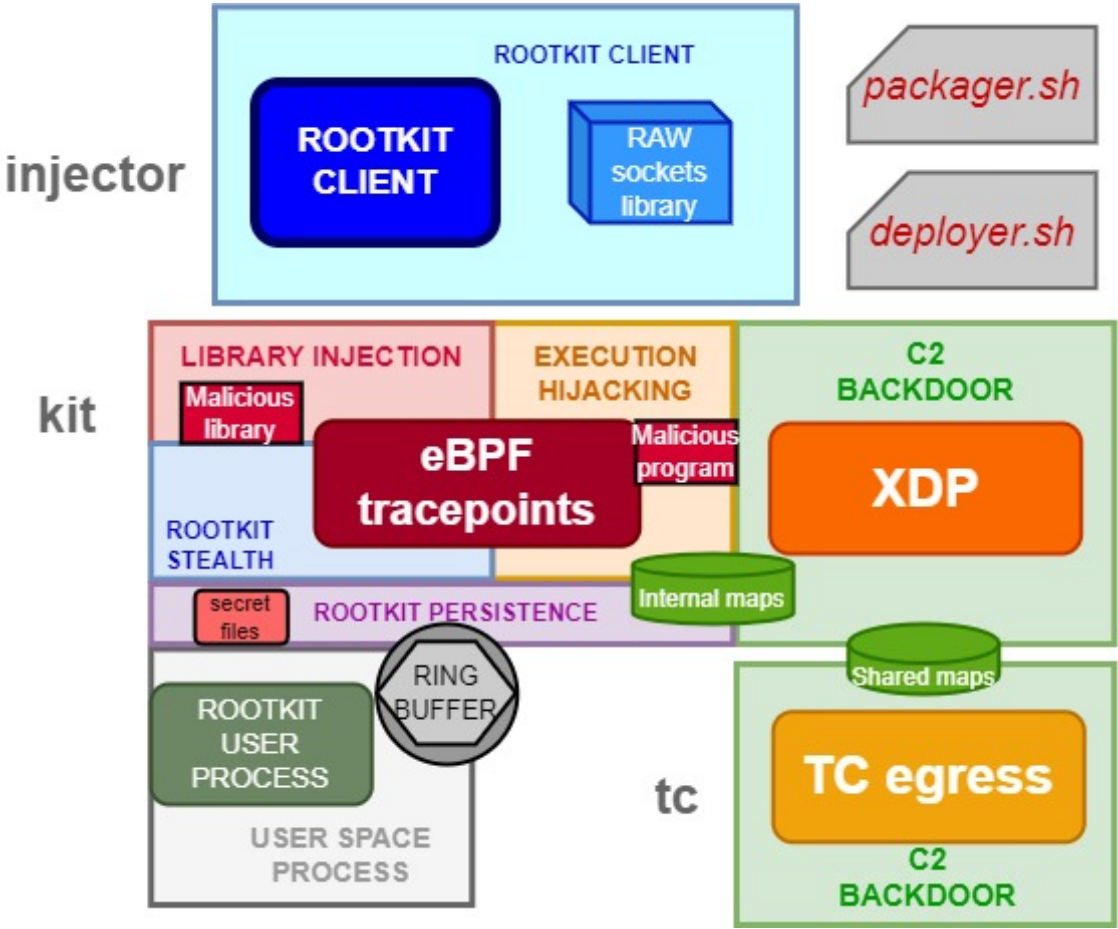 ROOTKIT CLIENT
ROOTKIT
CLIENT
RAW
sockets
library
packager.sh
injector
deployer.sh
LIBRARY INJECTION
Malicious
library
EXECUTION
HIJACKING
C2
BACKDOOR
kit
eBPF
tracepoints
Malicious
program
XDP
ROOTKIT
STEALTH
Internal maps
secret
files
ROOTKIT PERSISTENCE
Shared maps
RING
BUFFER
ROOTKIT
USER
PROCESS
USER SPACE
PROCESS
tc
TC egress
C2
BACKDOOR